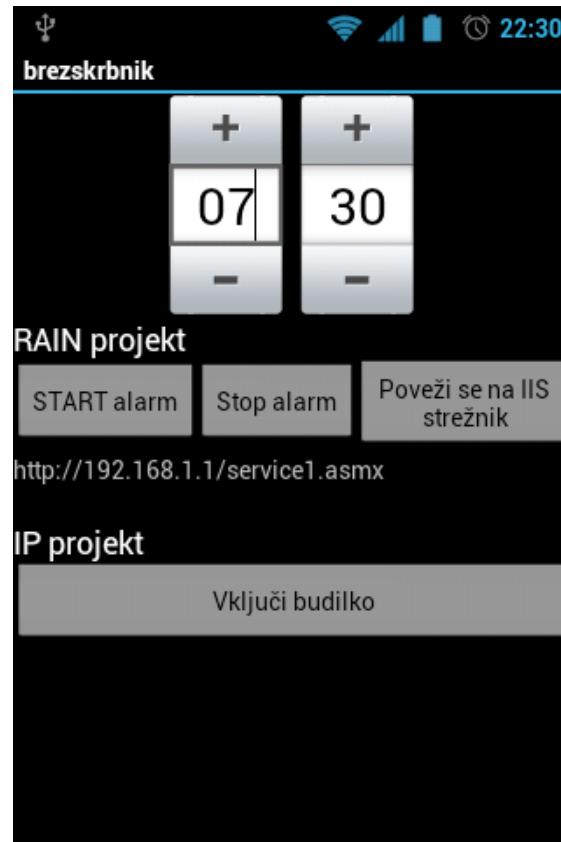 22:30
brezskrbnik
+ +
07 30
- -
RAIN projekt
START alarm Stop alarm Poveži se na IIS
strežnik
http://192.168.1.1/service1.asmx
IP projekt
Vključi budilko